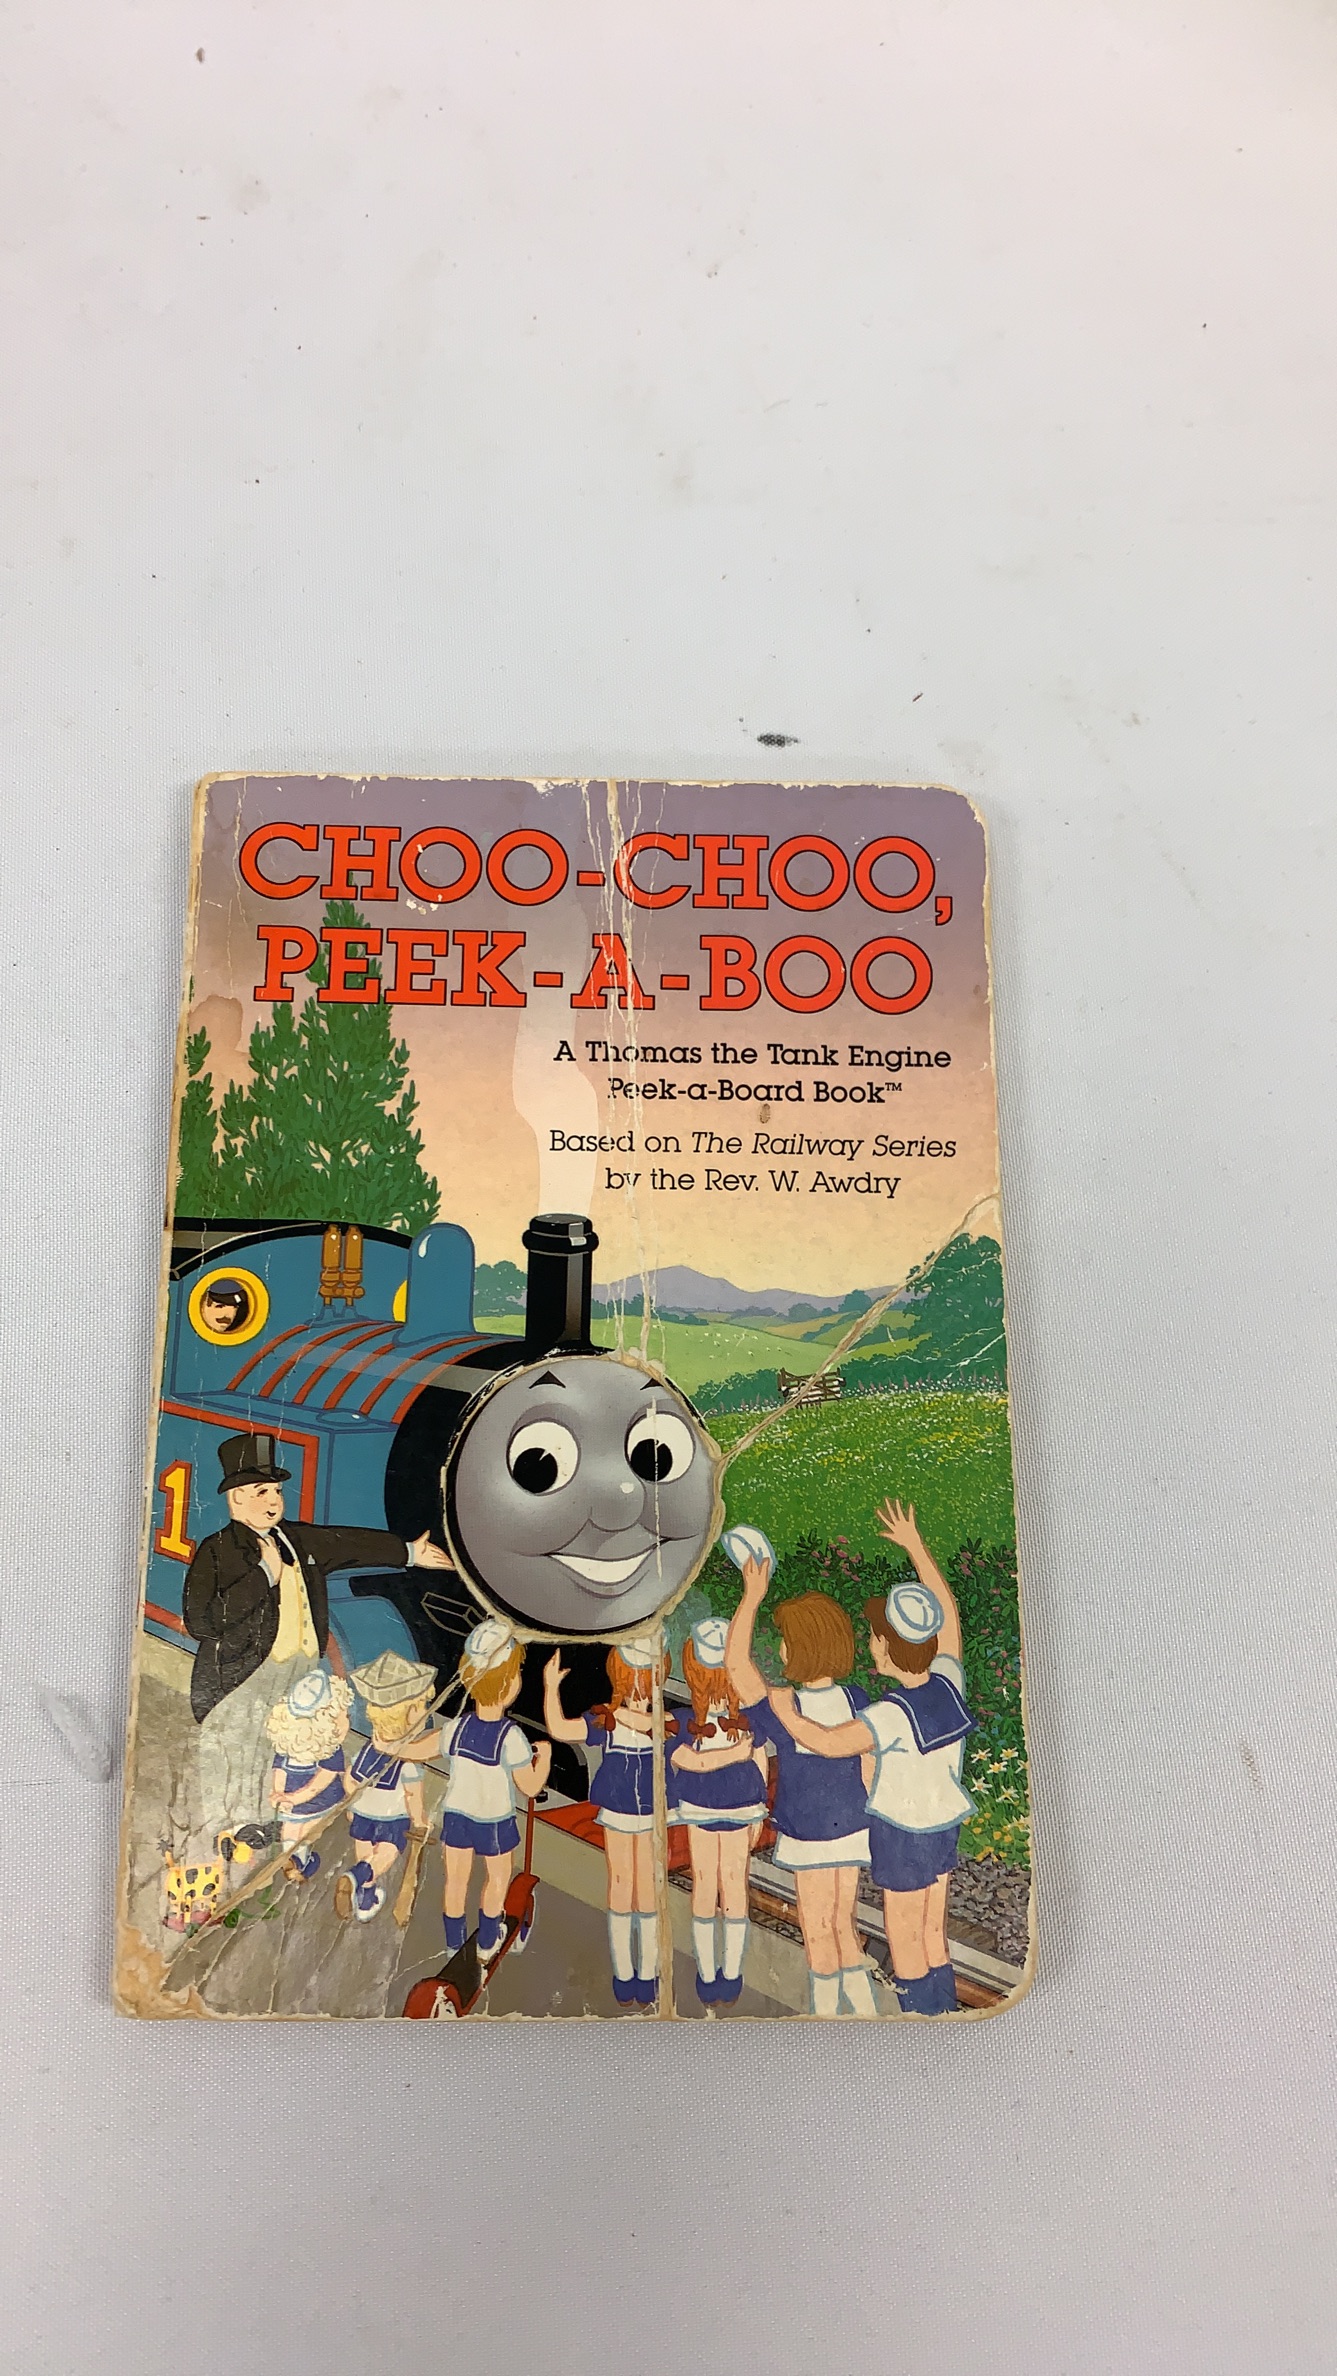 CHOO-CHOO,
PEEK-A-BOO
A Thomas the Tank Engine
Peek-a-Board Book™
Based on The Railway Series
by the Rev. W. Awdry
1